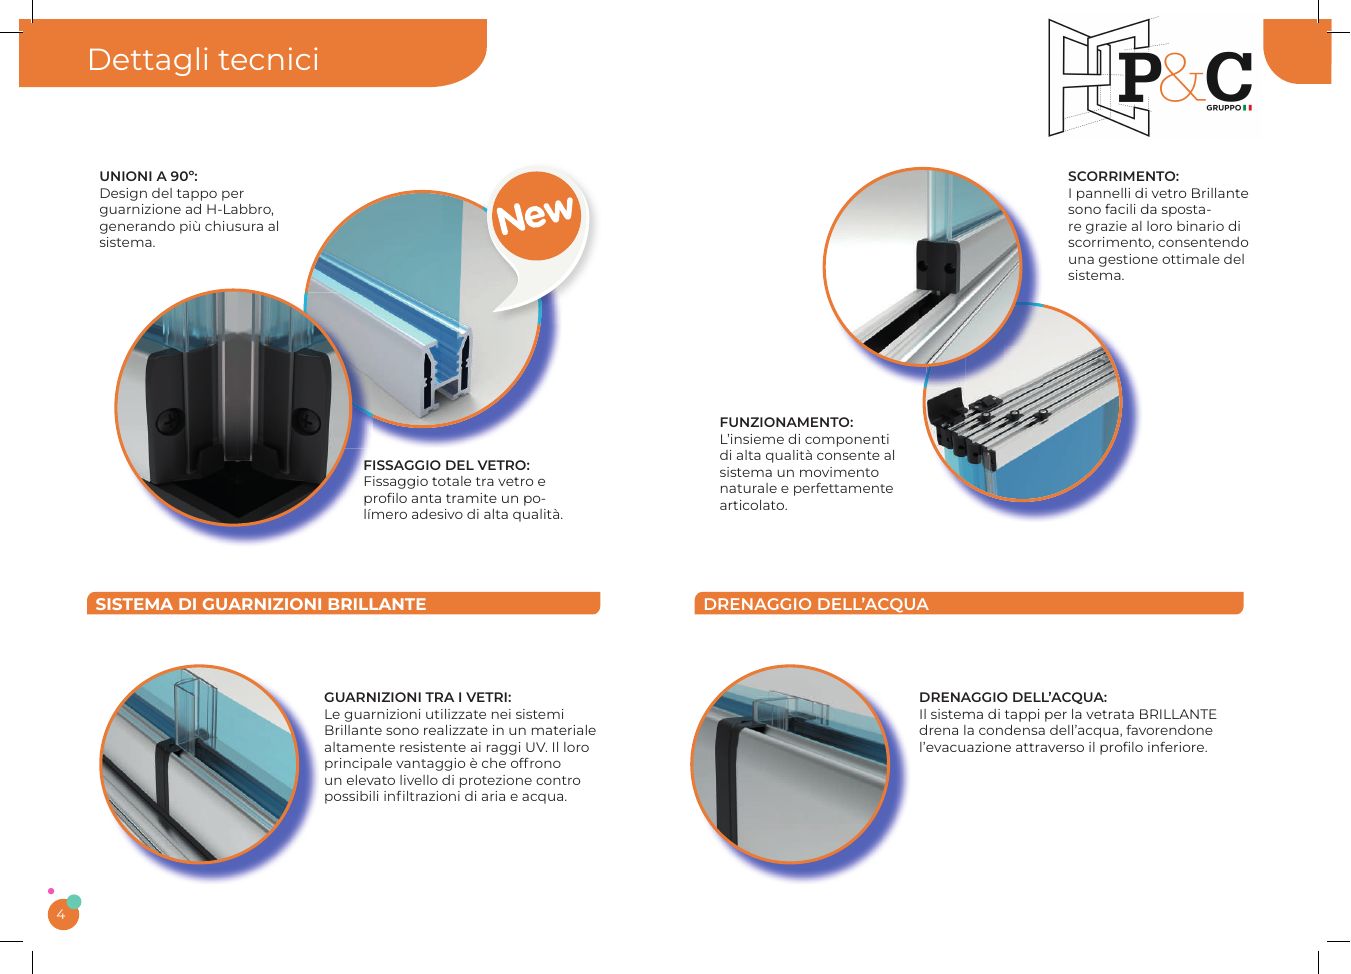 Dettagli tecnici
P&C
GRUPPO
UNIONI A 90º:
Design del tappo per
guarnizione ad H-Labbro,
generando più chiusura al
sistema.
New
FISSAGGIO DEL VETRO:
Fissaggio totale tra vetro e
profilo anta tramite un po-
límero adesivo di alta qualità.
SCORRIMENTO:
I pannelli di vetro Brillante
sono facili da sposta-
re grazie al loro binario di
scorrimento, consentendo
una gestione ottimale del
sistema.
FUNZIONAMENTO:
L’insieme di componenti
di alta qualità consente al
sistema un movimento
naturale e perfettamente
articolato.
SISTEMA DI GUARNIZIONI BRILLANTE
GUARNIZIONI TRA I VETRI:
Le guarnizioni utilizzate nei sistemi
Brillante sono realizzate in un materiale
altamente resistente ai raggi UV. Il loro
principale vantaggio è che offrono
un elevato livello di protezione contro
possibili infiltrazioni di aria e acqua.
DRENAGGIO DELL’ACQUA
DRENAGGIO DELL’ACQUA:
Il sistema di tappi per la vetrata BRILLANTE
drena la condensa dell’acqua, favorendone
l’evacuazione attraverso il profilo inferiore.
4